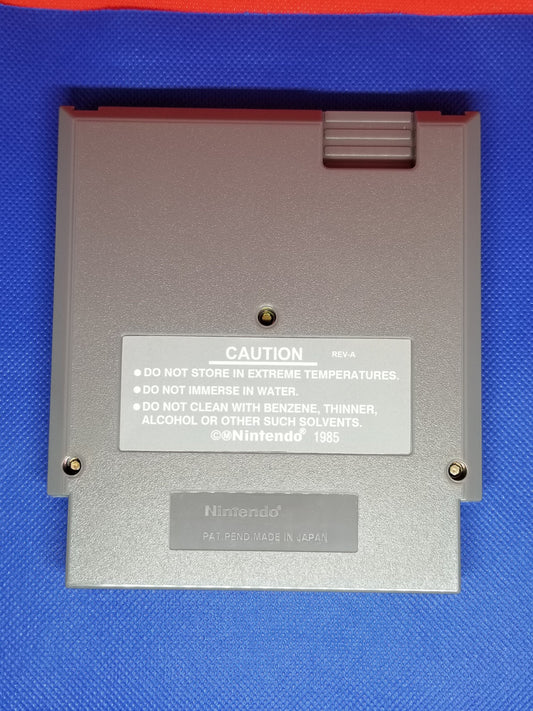 CAUTION REV-A
• DO NOT STORE IN EXTREME TEMPERATURES.
• DO NOT IMMERSE IN WATER.
• DO NOT CLEAN WITH BENZENE, THINNER,
ALCOHOL OR OTHER SUCH SOLVENTS.
©ⓂNintendo® 1985
Nintendo®
PAT. PEND. MADE IN JAPAN